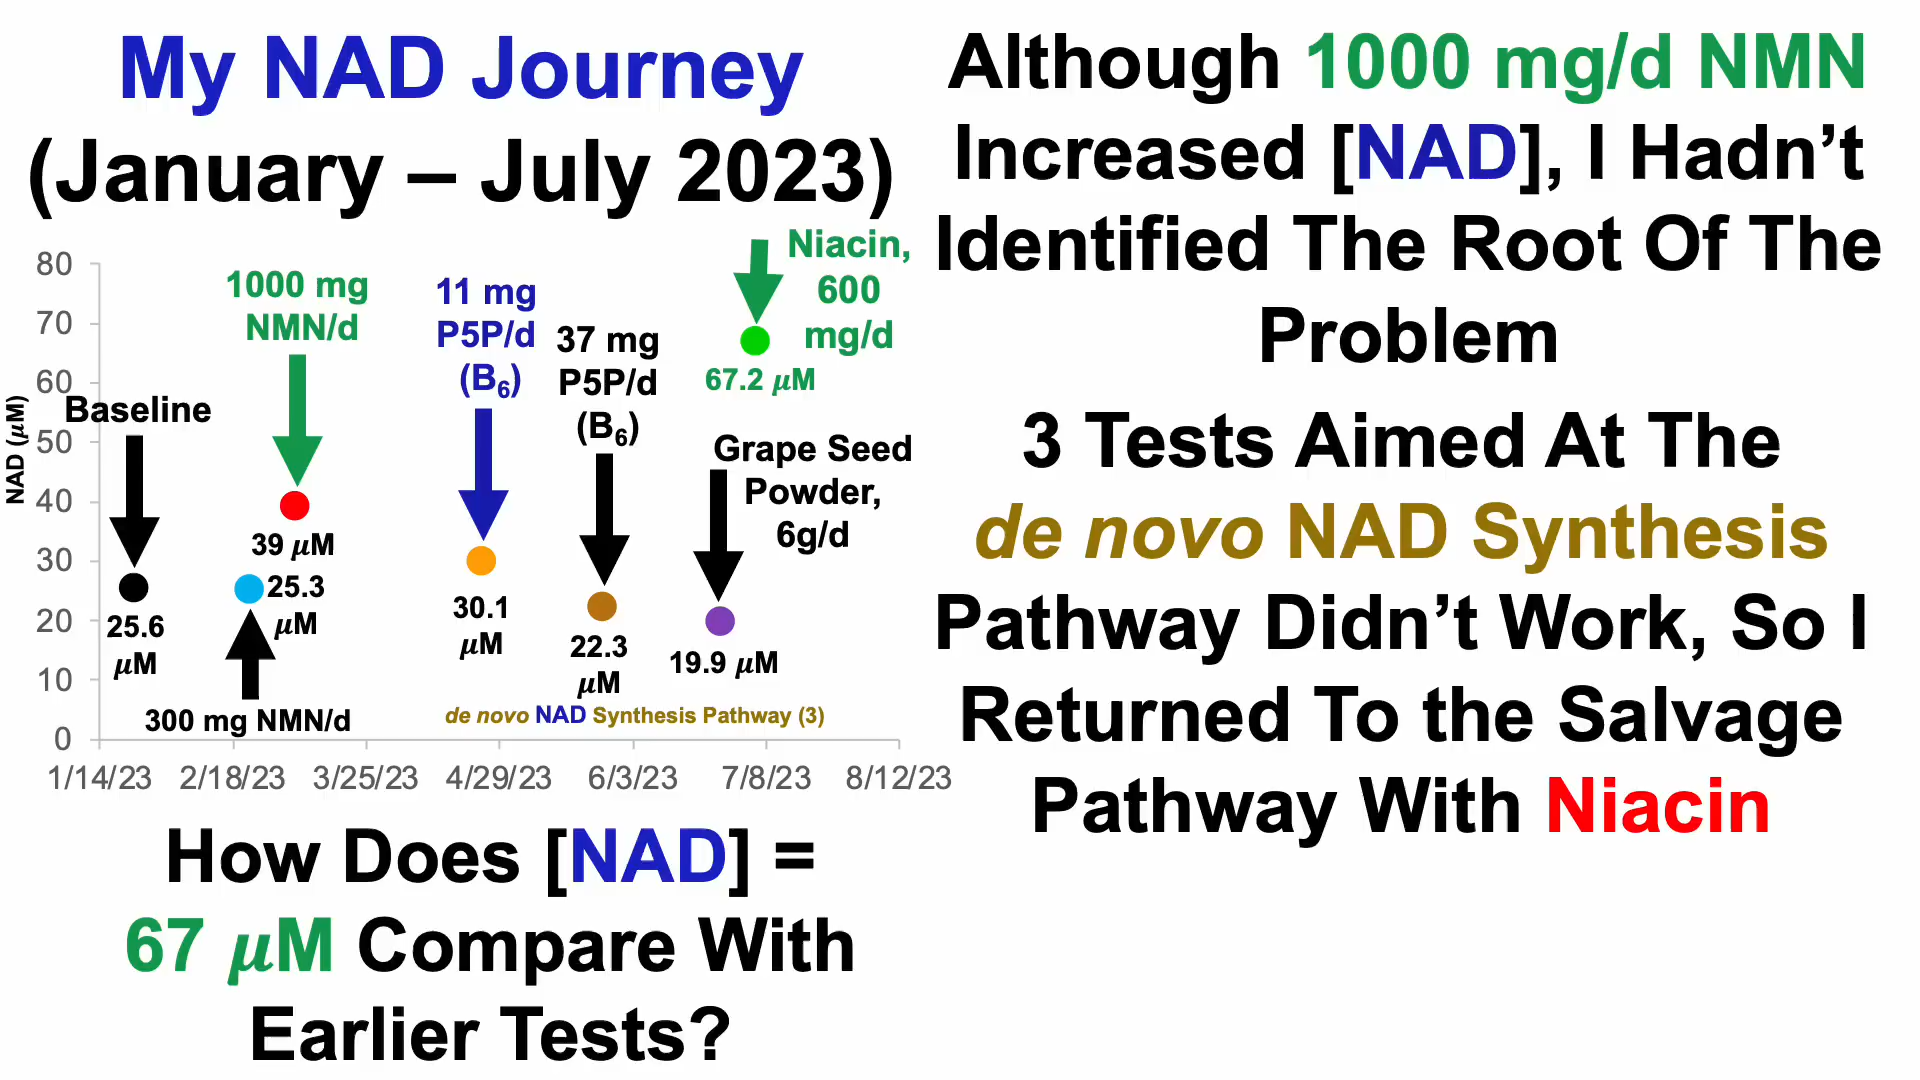 My NAD Journey
(January – July 2023)
80
70
60
50
40
30
20
10
0
NAD (µM)
1/14/23
2/18/23
3/25/23
4/29/23
6/3/23
7/8/23
8/12/23
Baseline
25.6
µM
25.3
µM
300 mg NMN/d
1000 mg
NMN/d
39 µM
11 mg
P5P/d
(B₆)
30.1
µM
37 mg
P5P/d
(B₆)
22.3
µM
Grape Seed
Powder,
6g/d
19.9 µM
Niacin,
600
mg/d
67.2 µM
de novo NAD Synthesis Pathway (3)
How Does [NAD] =
67 µM Compare With
Earlier Tests?
Although 1000 mg/d NMN
Increased [NAD], I Hadn’t
Identified The Root Of The
Problem
3 Tests Aimed At The
de novo NAD Synthesis
Pathway Didn’t Work, So I
Returned To the Salvage
Pathway With Niacin